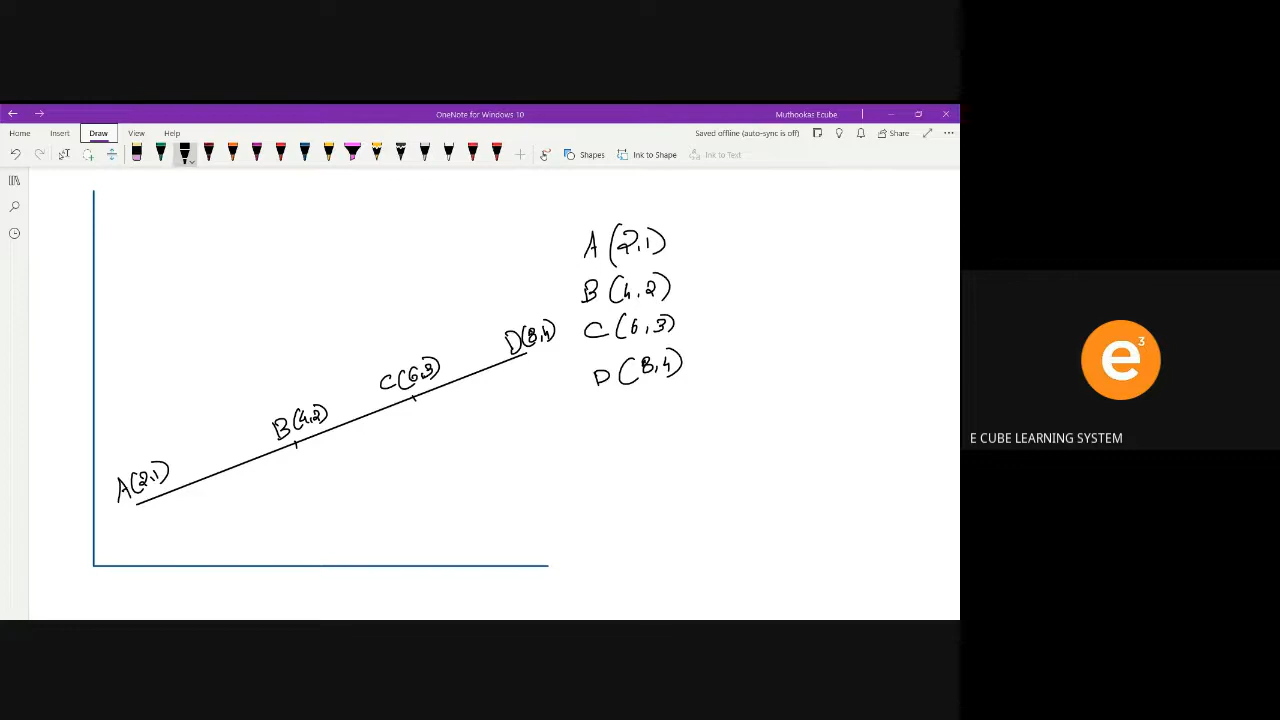 OneNote for Windows 10
Muthookas Ecube
Home Insert Draw View Help
Saved offline (auto-sync is off)
Share
Shapes
Ink to Shape
Ink to Text
A (2,1)
B (4,2)
C (6,3)
D (8,4)
D(8,4)
C(6,3)
B(4,2)
A(2,1)
e3
E CUBE LEARNING SYSTEM